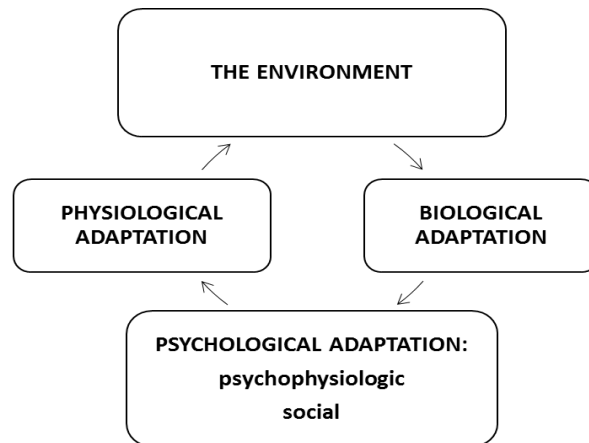 THE ENVIRONMENT
PHYSIOLOGICAL
ADAPTATION
BIOLOGICAL
ADAPTATION
PSYCHOLOGICAL ADAPTATION:
psychophysiologic
social